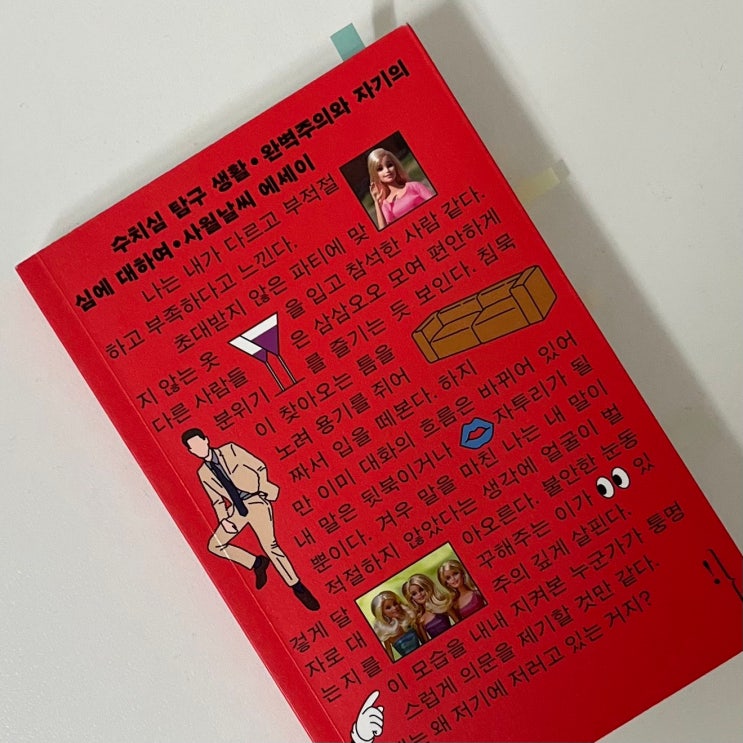 수치심 탐구 생활•완벽주의와 자기의
심에 대하여•사월날씨 에세이
나는 내가 다르고 부적절
하고 부족하다고 느낀다.
초대받지 않은 파티에 맞
지 않는 옷 을 입고 참석한 사람 같다.
다른 사람들 은 삼삼오오 모여 편안하게
분위기 를 즐기는 듯 보인다. 침묵
이 찾아오는 틈을
노려 용기를 쥐어
짜서 입을 떼본다. 하지
만 이미 대화의 흐름은 바뀌어 있어
내 말은 뒷북이거나 자투리가 될
뿐이다. 겨우 말을 마친 나는 내 말이
적절하지 않았다는 생각에 얼굴이 벌
겋게 달 아오른다. 불안한 눈동
자로 대 꾸해주는 이가 있
는지를 주의 깊게 살핀다.
이 모습을 내내 지켜본 누군가가 퉁명
스럽게 의문을 제기할 것만 같다.
왜 저기에 저러고 있는 거지?